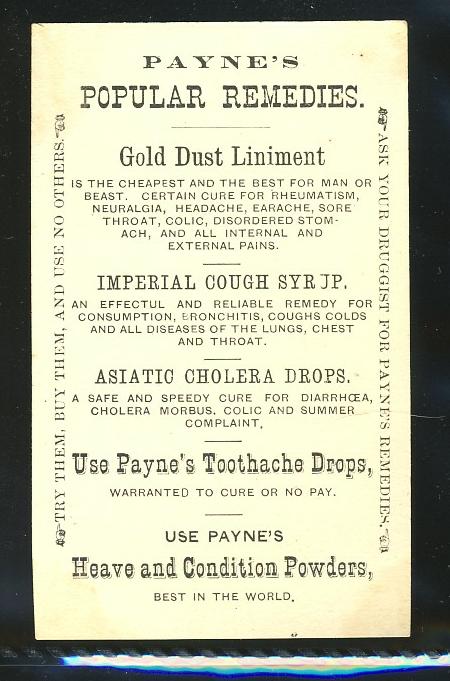 PAYNE'S
POPULAR REMEDIES.
Gold Dust Liniment
IS THE CHEAPEST AND THE BEST FOR MAN OR
BEAST. CERTAIN CURE FOR RHEUMATISM,
NEURALGIA, HEADACHE, EARACHE, SORE
THROAT, COLIC, DISORDERED STOM-
ACH, AND ALL INTERNAL AND
EXTERNAL PAINS.
IMPERIAL COUGH SYRUP.
AN EFFECTUL AND RELIABLE REMEDY FOR
CONSUMPTION, BRONCHITIS, COUGHS COLDS
AND ALL DISEASES OF THE LUNGS, CHEST
AND THROAT.
ASIATIC CHOLERA DROPS.
A SAFE AND SPEEDY CURE FOR DIARRHŒA,
CHOLERA MORBUS. COLIC AND SUMMER
COMPLAINT.
Use Payne's Toothache Drops,
WARRANTED TO CURE OR NO PAY.
USE PAYNE'S
Heave and Condition Powders,
BEST IN THE WORLD.
TRY THEM, BUY THEM, AND USE NO OTHERS.
ASK YOUR DRUGGIST FOR PAYNE'S REMEDIES.